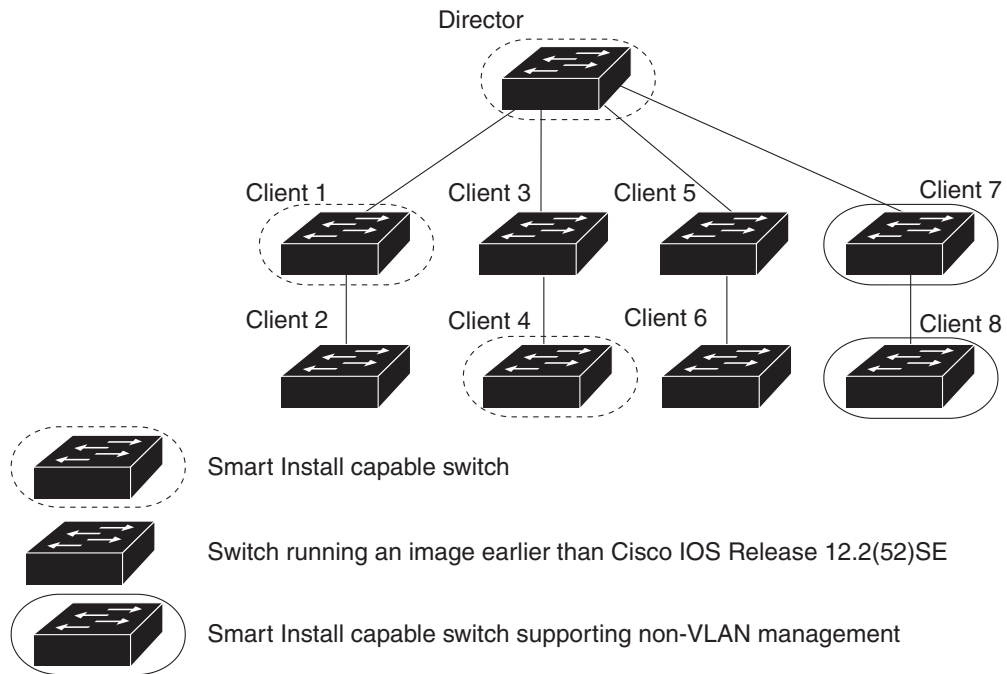 Director
Client 1
Client 3
Client 5
Client 7
Client 2
Client 4
Client 6
Client 8
Smart Install capable switch
Switch running an image earlier than Cisco IOS Release 12.2(52)SE
Smart Install capable switch supporting non-VLAN management